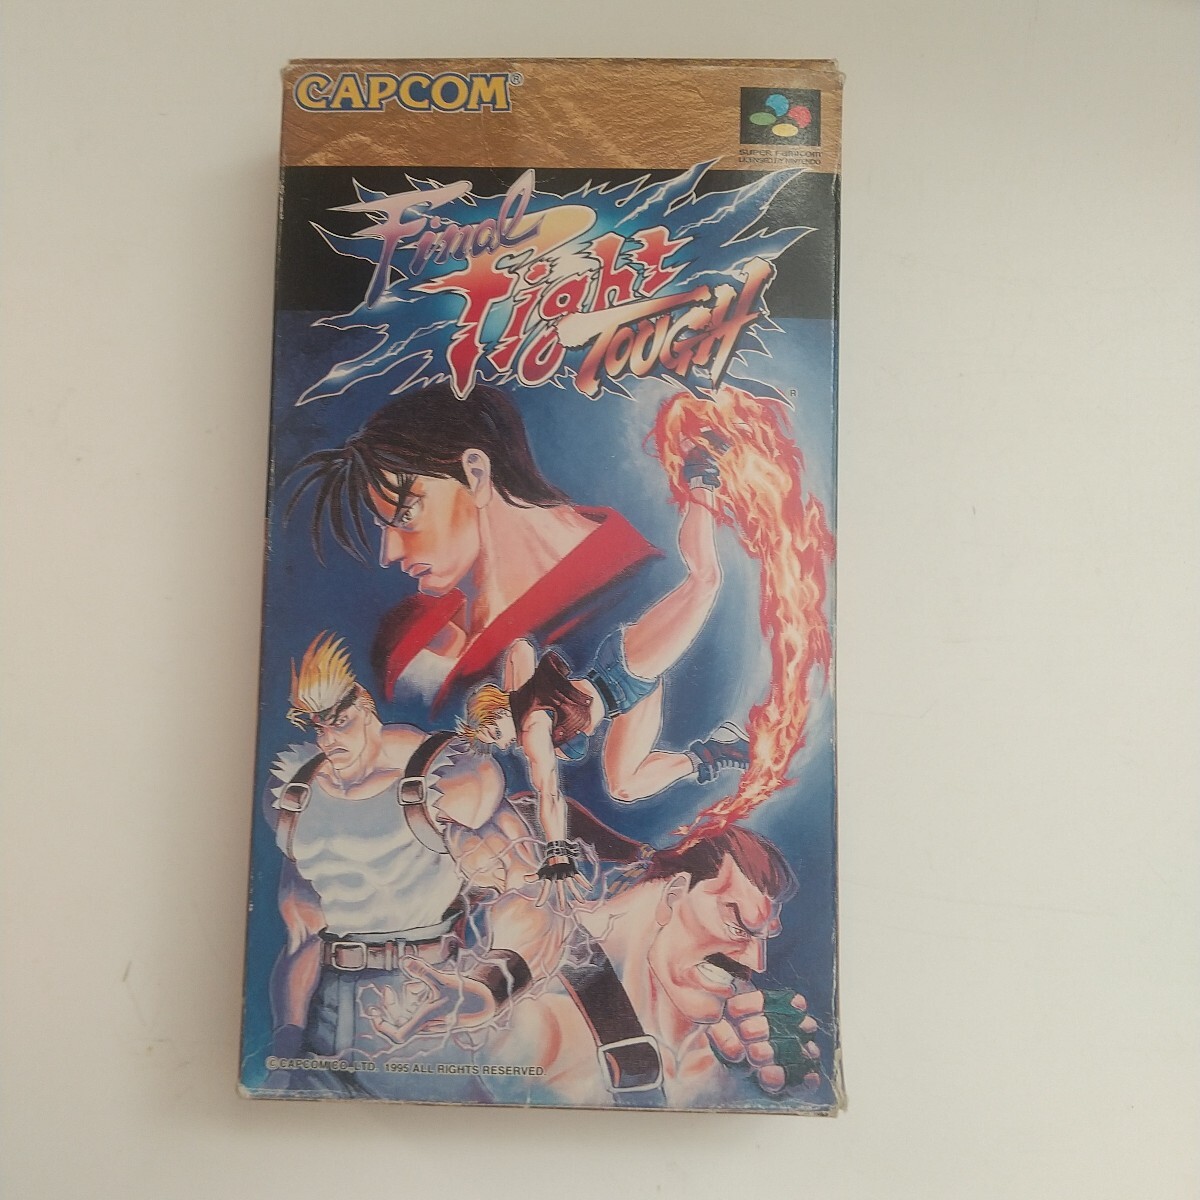 CAPCOM®
SUPER FAMICOM
LICENSED BY NINTENDO
Final
Fight
TOUGH
R
©CAPCOM CO., LTD. 1995 ALL RIGHTS RESERVED.